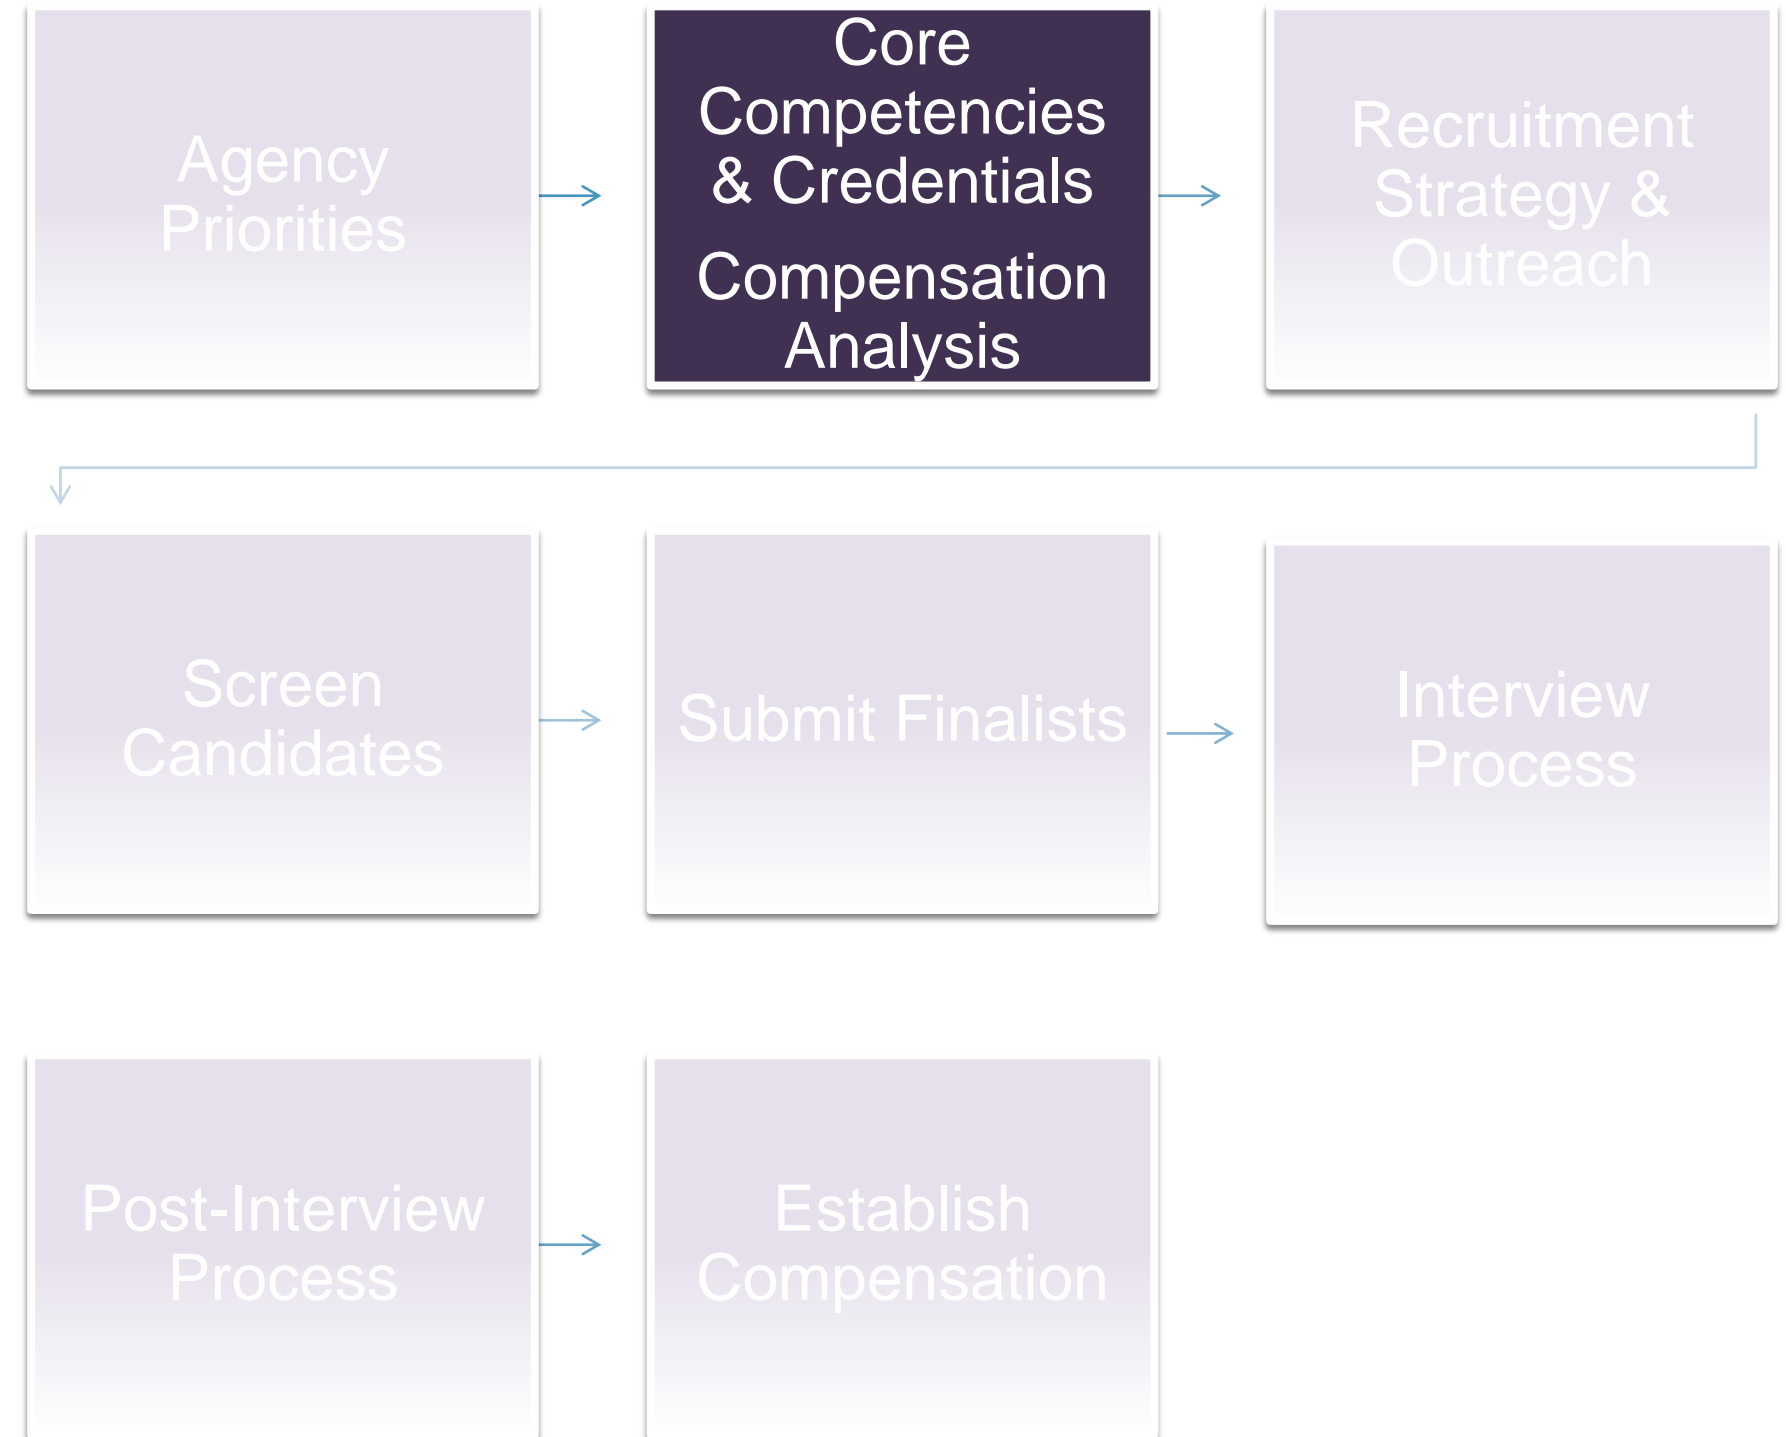 Agency
Priorities
Core
Competencies
& Credentials
Compensation
Analysis
Recruitment
Strategy &
Outreach
Screen
Candidates
Submit Finalists
Interview
Process
Post-Interview
Process
Establish
Compensation